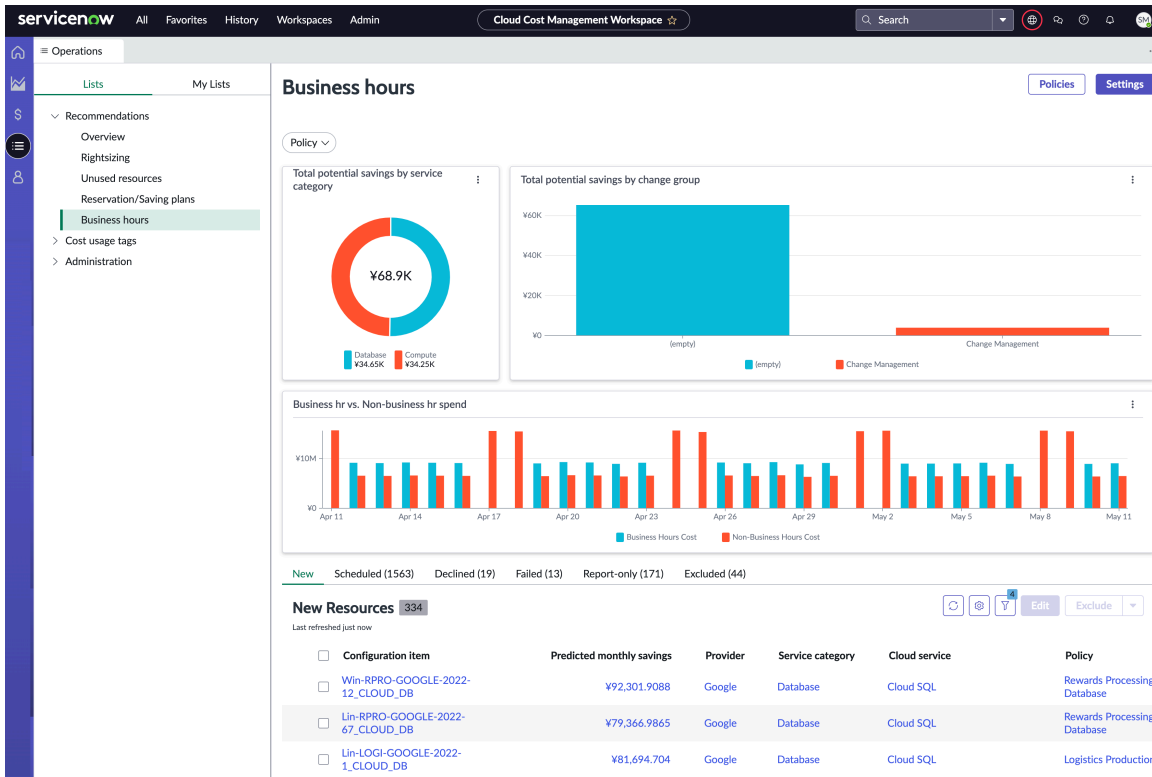 servicenow
All
Favorites
History
Workspaces
Admin
Cloud Cost Management Workspace
Search
SM
Operations
Lists
My Lists
Recommendations
Overview
Rightsizing
Unused resources
Reservation/Saving plans
Business hours
Cost usage tags
Administration
Business hours
Policies
Settings
Policy
Total potential savings by service
category
¥68.9K
Database
¥34.65K
Compute
¥34.25K
Total potential savings by change group
¥60K
¥40K
¥20K
¥0
(empty)
Change Management
(empty)
Change Management
Business hr vs. Non-business hr spend
¥10M
¥0
Apr 11
Apr 14
Apr 17
Apr 20
Apr 23
Apr 26
Apr 29
May 2
May 5
May 8
May 11
Business Hours Cost
Non-Business Hours Cost
New
Scheduled (1563)
Declined (19)
Failed (13)
Report-only (171)
Excluded (44)
New Resources 334
Last refreshed just now
4
Edit
Exclude
Configuration item
Predicted monthly savings
Provider
Service category
Cloud service
Policy
Win-RPRO-GOOGLE-2022-
12_CLOUD_DB
¥92,301.9088
Google
Database
Cloud SQL
Rewards Processing
Database
Lin-RPRO-GOOGLE-2022-
67_CLOUD_DB
¥79,366.9865
Google
Database
Cloud SQL
Rewards Processing
Database
Lin-LOGI-GOOGLE-2022-
1_CLOUD_DB
¥81,694.704
Google
Database
Cloud SQL
Logistics Production